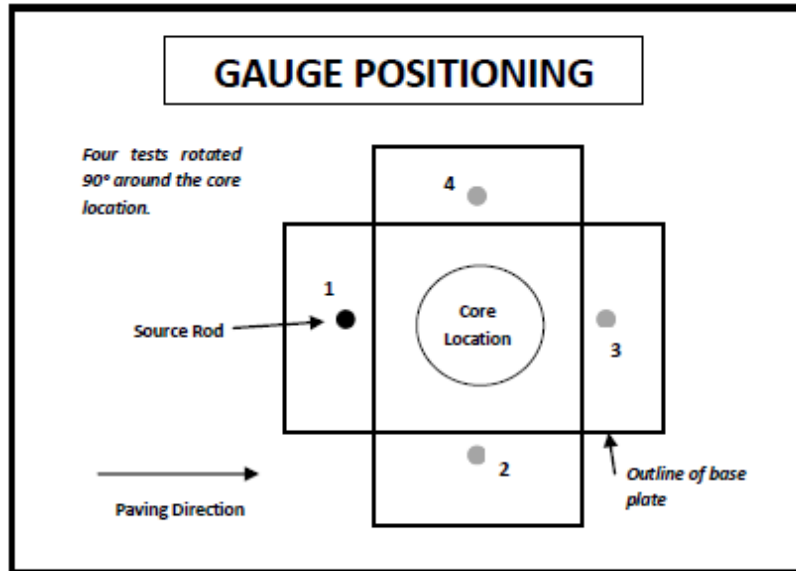 GAUGE POSITIONING
Four tests rotated
90° around the core
location.
4
1
Source Rod
Core
Location
3
2
Paving Direction
Outline of base
plate